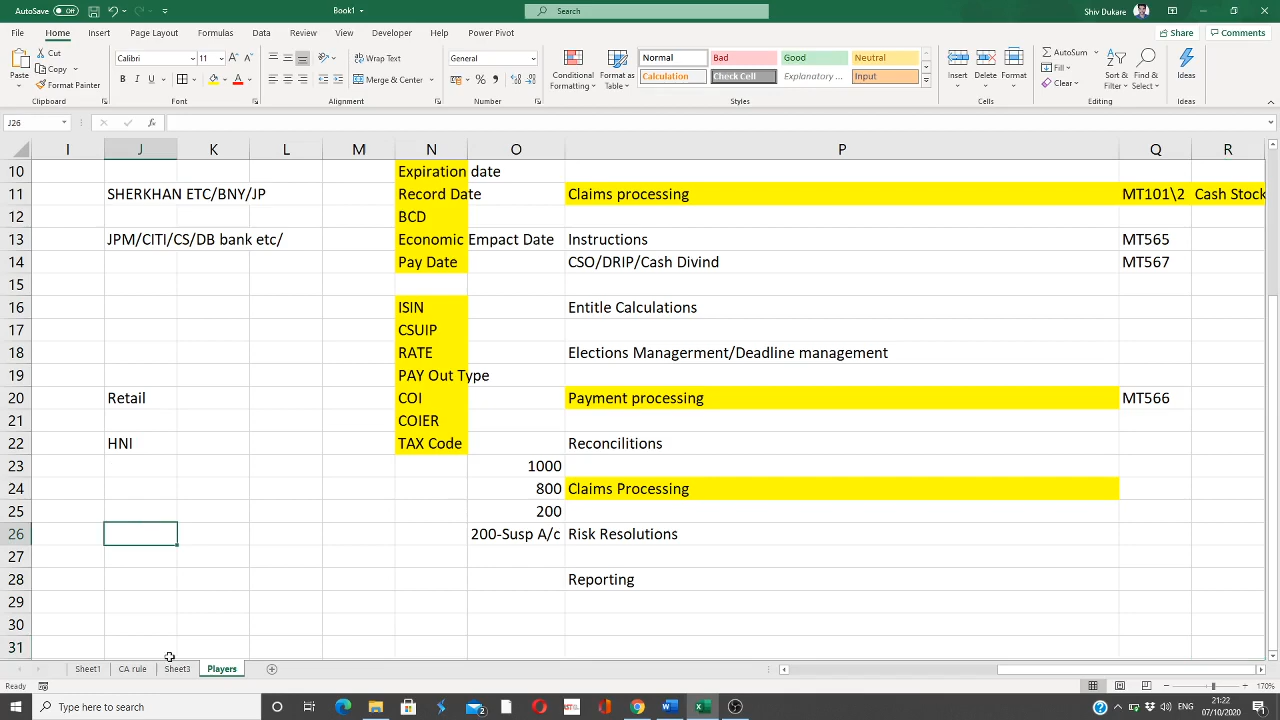 AutoSave Off Book1 Search Shiv Dukare
File Home Insert Page Layout Formulas Data Review View Developer Help Power Pivot Share Comments
Paste Cut Copy Format Painter
Clipboard
Calibri 11
B I U
Font
Merge & Center
Alignment
General
Number
Conditional Formatting
Format as Table
Normal Bad Good Neutral
Calculation Check Cell Explanatory ... Input
Styles
Insert Delete Format
Cells
AutoSum Fill Clear
Sort & Filter Find & Select
Editing
Ideas
Ideas
J26 fx
I J K L M N O P Q R
10 Expiration date
11 SHERKHAN ETC/BNY/JP Record Date Claims processing MT101\2 Cash Stock
12 BCD
13 JPM/CITI/CS/DB bank etc/ Economic Empact Date Instructions MT565
14 Pay Date CSO/DRIP/Cash Divind MT567
15
16 ISIN Entitle Calculations
17 CSUIP
18 RATE Elections Managerment/Deadline management
19 PAY Out Type
20 Retail COI Payment processing MT566
21 COIER
22 HNI TAX Code Reconcilitions
23 1000
24 800 Claims Processing
25 200
26 200-Susp A/c Risk Resolutions
27
28 Reporting
29
30
31
Sheet1 CA rule Sheet3 Players
Ready 170%
Type here to search ENG 21:22
07/10/2020